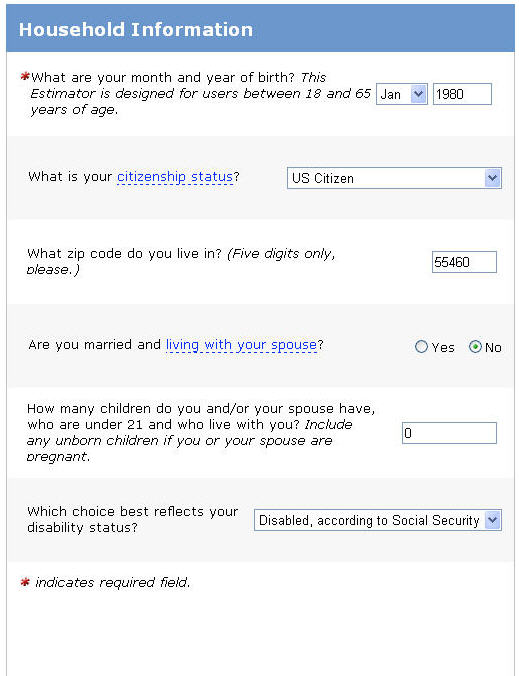 Household Information
*What are your month and year of birth? This
Estimator is designed for users between 18 and 65
years of age.
Jan 1980
What is your citizenship status?
US Citizen
What zip code do you live in? (Five digits only,
please.)
55460
Are you married and living with your spouse?
Yes No
How many children do you and/or your spouse have,
who are under 21 and who live with you? Include
any unborn children if you or your spouse are
pregnant.
0
Which choice best reflects your
disability status?
Disabled, according to Social Security
* indicates required field.